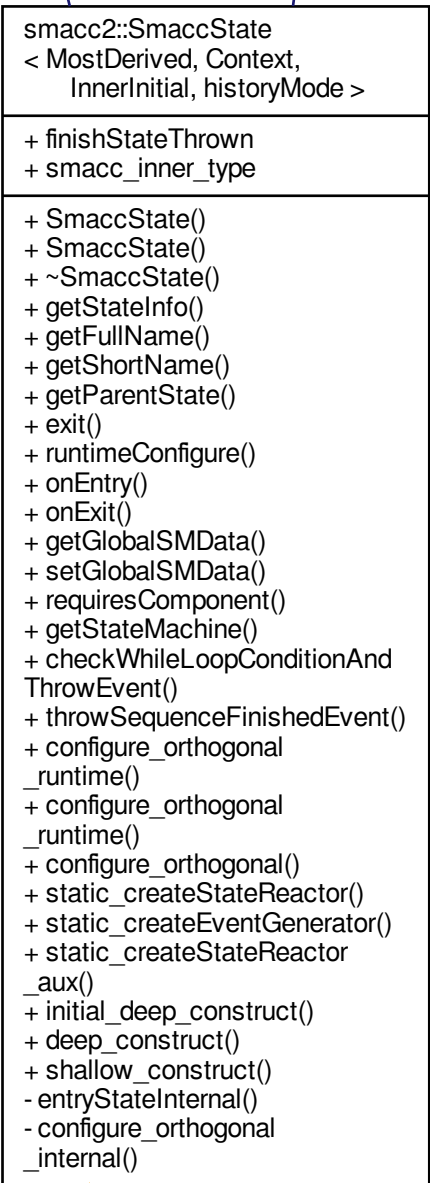 smacc2::SmaccState
< MostDerived, Context,
InnerInitial, historyMode >
+ finishStateThrown
+ smacc_inner_type
+ SmaccState()
+ SmaccState()
+ ~SmaccState()
+ getStateInfo()
+ getFullName()
+ getShortName()
+ getParentState()
+ exit()
+ runtimeConfigure()
+ onEntry()
+ onExit()
+ getGlobalSMData()
+ setGlobalSMData()
+ requiresComponent()
+ getStateMachine()
+ checkWhileLoopConditionAnd
ThrowEvent()
+ throwSequenceFinishedEvent()
+ configure_orthogonal
_runtime()
+ configure_orthogonal
_runtime()
+ configure_orthogonal()
+ static_createStateReactor()
+ static_createEventGenerator()
+ static_createStateReactor
_aux()
+ initial_deep_construct()
+ deep_construct()
+ shallow_construct()
- entryStateInternal()
- configure_orthogonal
_internal()